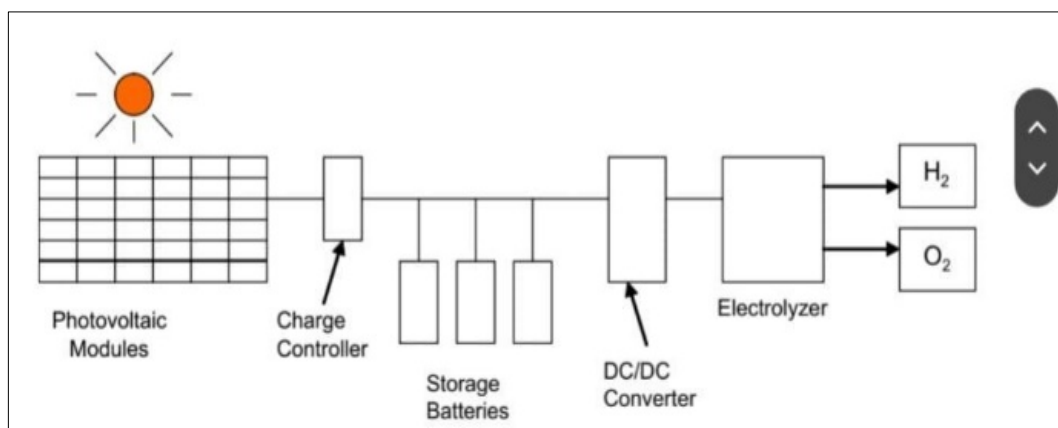 Photovoltaic
Modules
Charge
Controller
Storage
Batteries
DC/DC
Converter
Electrolyzer
H₂
O₂